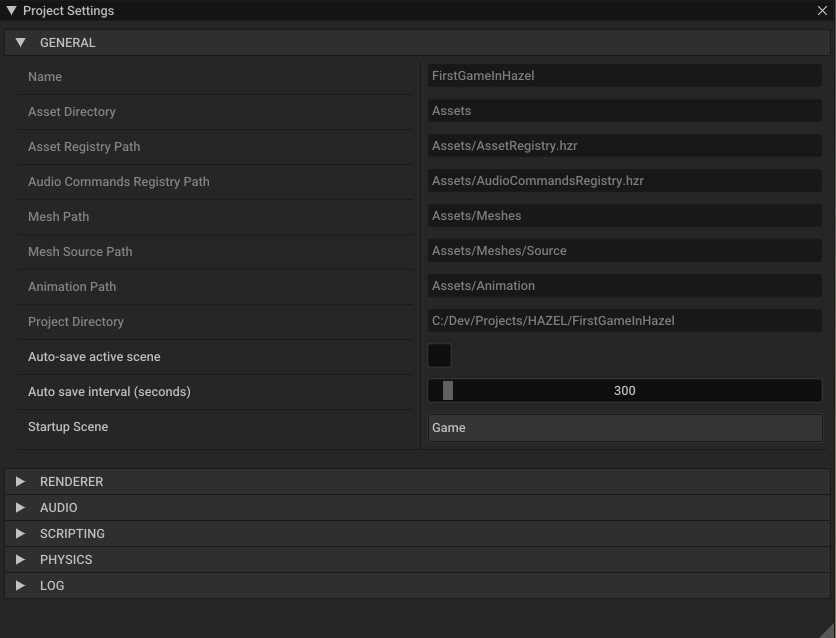 Project Settings
GENERAL
Name FirstGameInHazel
Asset Directory Assets
Asset Registry Path Assets/AssetRegistry.hzr
Audio Commands Registry Path Assets/AudioCommandsRegistry.hzr
Mesh Path Assets/Meshes
Mesh Source Path Assets/Meshes/Source
Animation Path Assets/Animation
Project Directory C:/Dev/Projects/HAZEL/FirstGameInHazel
Auto-save active scene
Auto save interval (seconds) 300
Startup Scene Game
RENDERER
AUDIO
SCRIPTING
PHYSICS
LOG